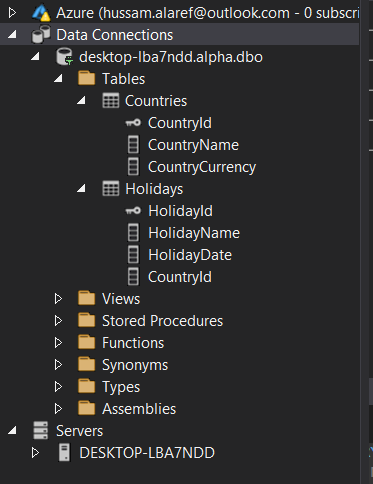 Azure (hussam.alaref@outlook.com - 0 subscri
Data Connections
desktop-lba7ndd.alpha.dbo
Tables
Countries
CountryId
CountryName
CountryCurrency
Holidays
HolidayId
HolidayName
HolidayDate
CountryId
Views
Stored Procedures
Functions
Synonyms
Types
Assemblies
Servers
DESKTOP-LBA7NDD